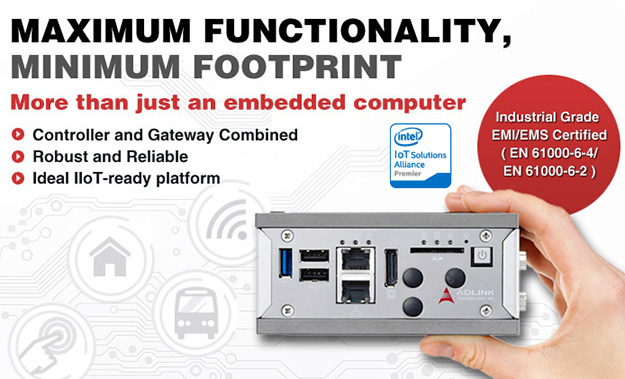 MAXIMUM FUNCTIONALITY,
MINIMUM FOOTPRINT
More than just an embedded computer
Controller and Gateway Combined
Robust and Reliable
Ideal IIoT-ready platform
intel
IoT Solutions
Alliance
Premier
Industrial Grade
EMI/EMS Certified
( EN 61000-6-4/
EN 61000-6-2 )
ADLINK